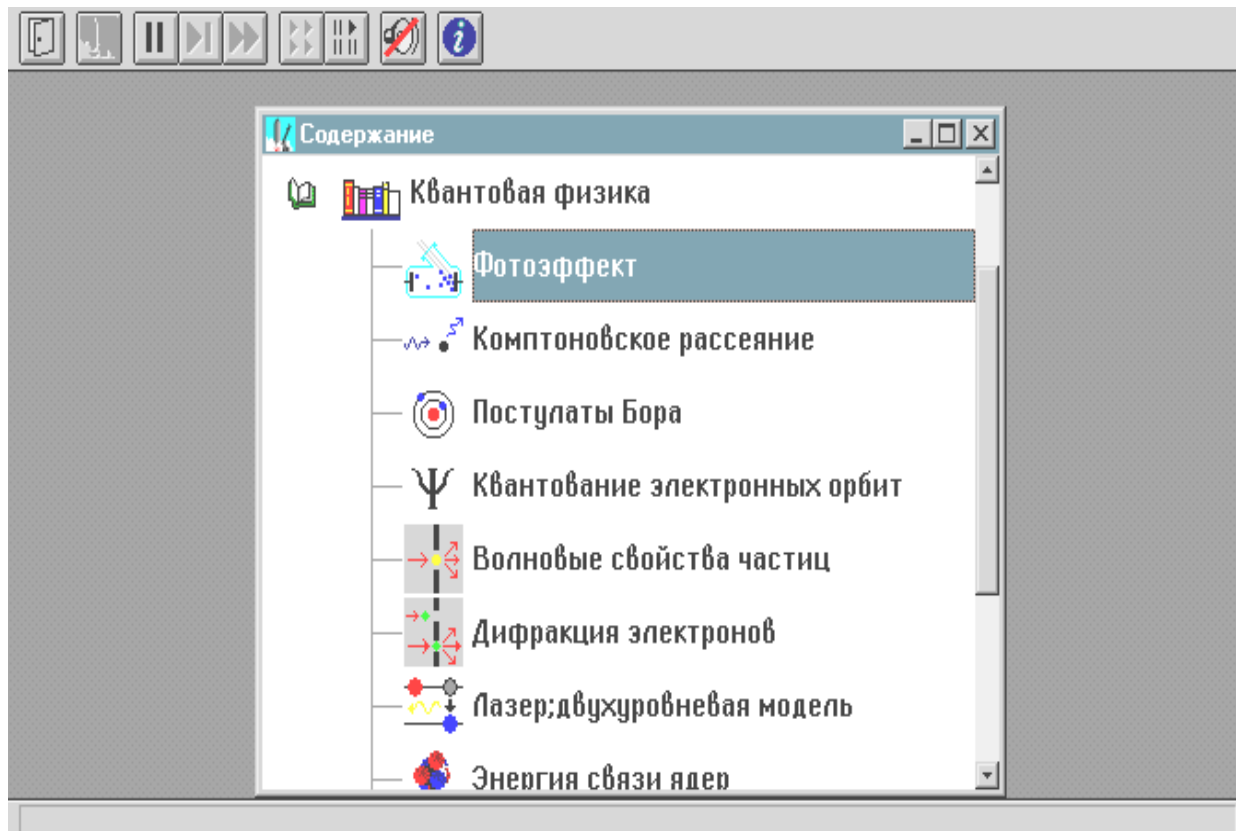 Содержание
Квантовая физика
Фотоэффект
Комптоновское рассеяние
Постулаты Бора
Ψ Квантование электронных орбит
Волновые свойства частиц
Дифракция электронов
Лазер;двухуровневая модель
Энергия связи ядер